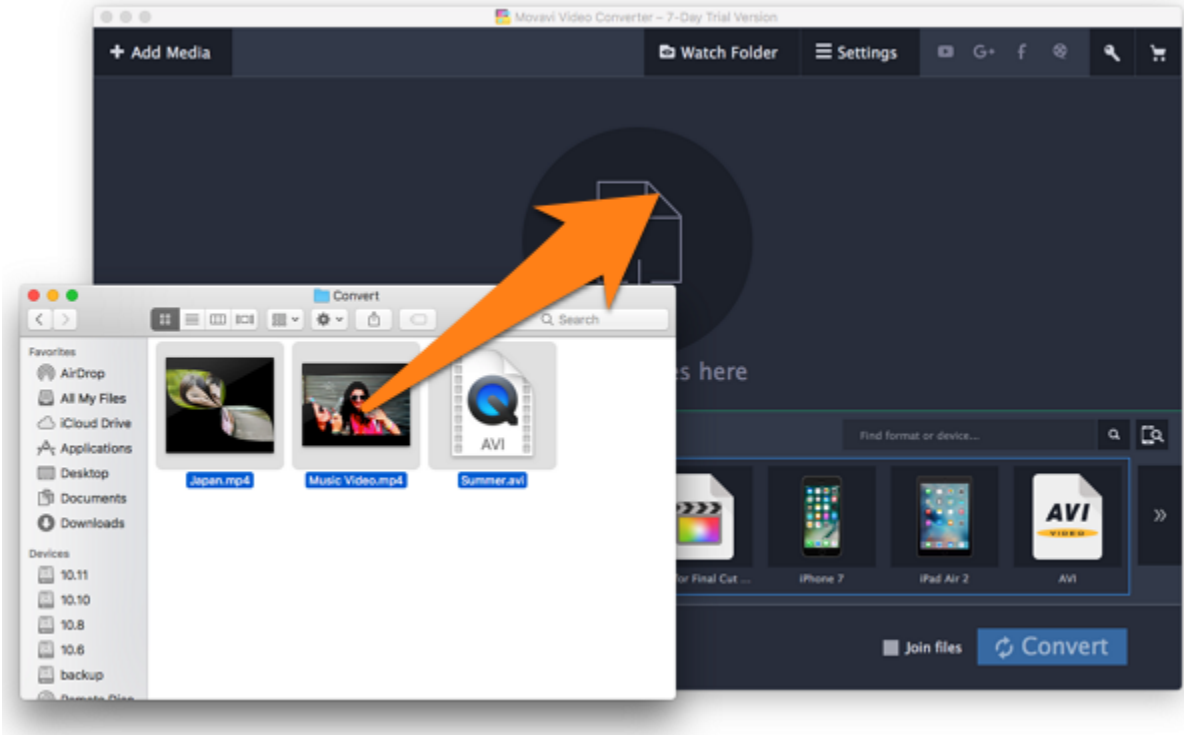 Movavi Video Converter – 7-Day Trial Version
+ Add Media
Watch Folder
Settings
G+
f
Convert
Search
Favorites
AirDrop
All My Files
iCloud Drive
Applications
Desktop
Documents
Downloads
Devices
10.11
10.10
10.8
10.6
backup
Remote Disc
AVI
Japan.mp4
Music Video.mp4
Summer.avi
here
Find format or device...
AVI
VIDEO
for Final Cut ...
iPhone 7
iPad Air 2
AVI
Join files
Convert